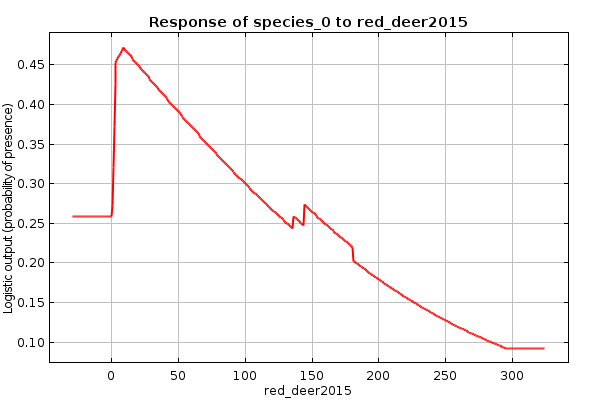 Response of species_0 to red_deer2015
Logistic output (probability of presence)
0.45
0.40
0.35
0.30
0.25
0.20
0.15
0.10
0 50 100 150 200 250 300
red_deer2015